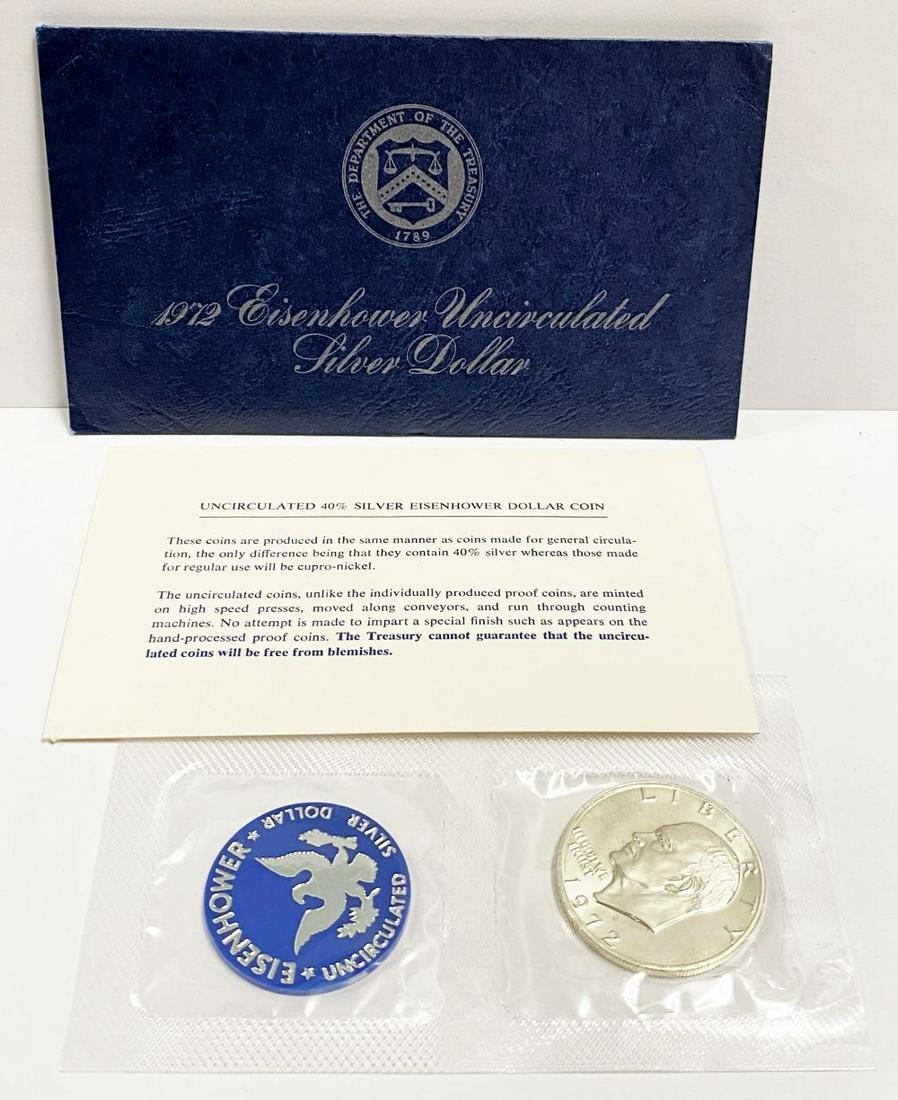 THE DEPARTMENT OF THE TREASURY
1789
1972 Eisenhower Uncirculated
Silver Dollar
UNCIRCULATED 40% SILVER EISENHOWER DOLLAR COIN
These coins are produced in the same manner as coins made for general circula-
tion, the only difference being that they contain 40% silver whereas those made
for regular use will be cupro-nickel.
The uncirculated coins, unlike the individually produced proof coins, are minted
on high speed presses, moved along conveyors, and run through counting
machines. No attempt is made to impart a special finish such as appears on the
hand-processed proof coins. The Treasury cannot guarantee that the uncircu-
lated coins will be free from blemishes.
EISENHOWER
UNCIRCULATED
SILVER DOLLAR
LIBERTY
IN GOD WE
TRUST
1972